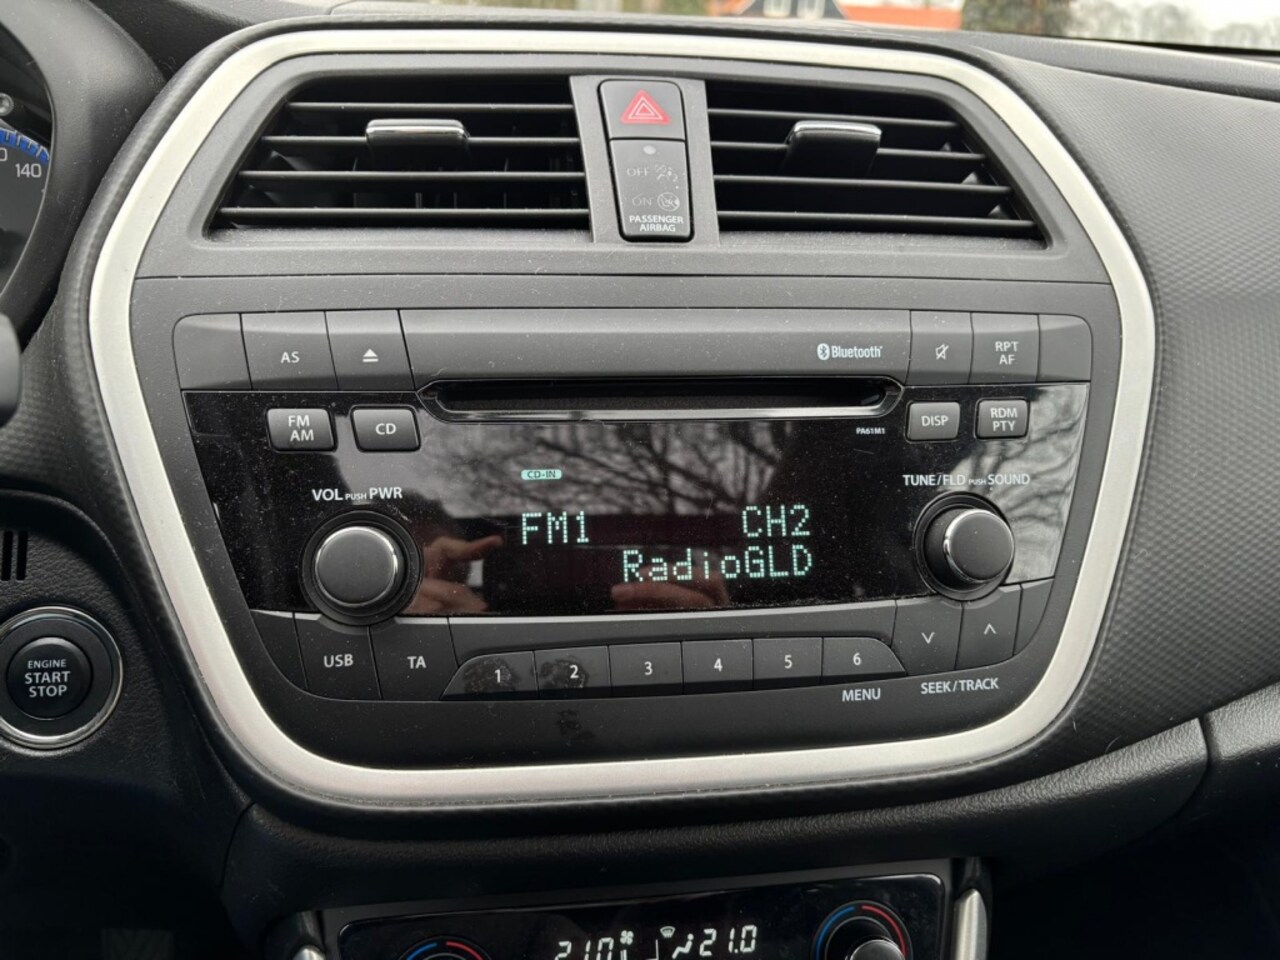 140
OFF
ON
PASSENGER
AIRBAG
AS
Bluetooth
RPT
AF
FM
AM
CD
PA61M1
DISP
RDM
PTY
CD-IN
VOL PUSH PWR
TUNE/FLD PUSH SOUND
FM1 CH2
RadioGLD
USB
TA
1 2 3 4 5 6
MENU
SEEK/TRACK
ENGINE
START
STOP
21.0 21.0